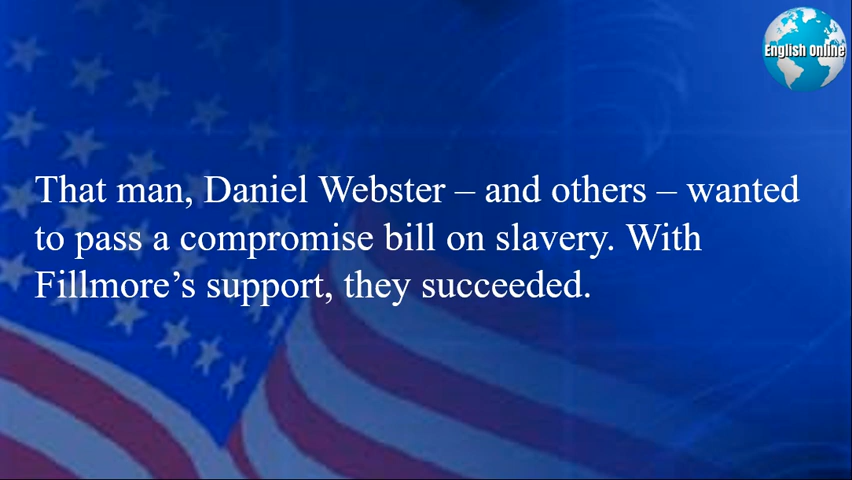 English Online
That man, Daniel Webster – and others – wanted
to pass a compromise bill on slavery. With
Fillmore’s support, they succeeded.